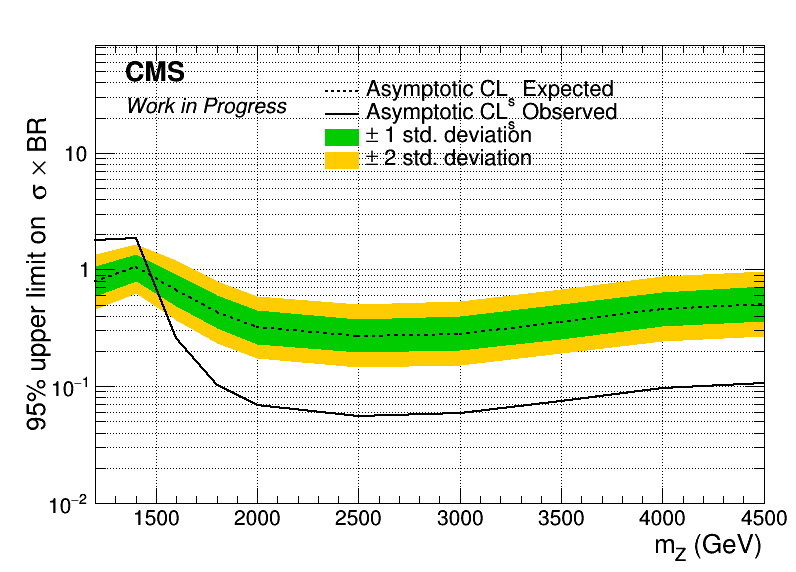 CMS
Work in Progress
Asymptotic CLs Expected
Asymptotic CLs Observed
± 1 std. deviation
± 2 std. deviation
95% upper limit on σ × BR
10
1
10−1
10−2
1500 2000 2500 3000 3500 4000 4500
mZ (GeV)